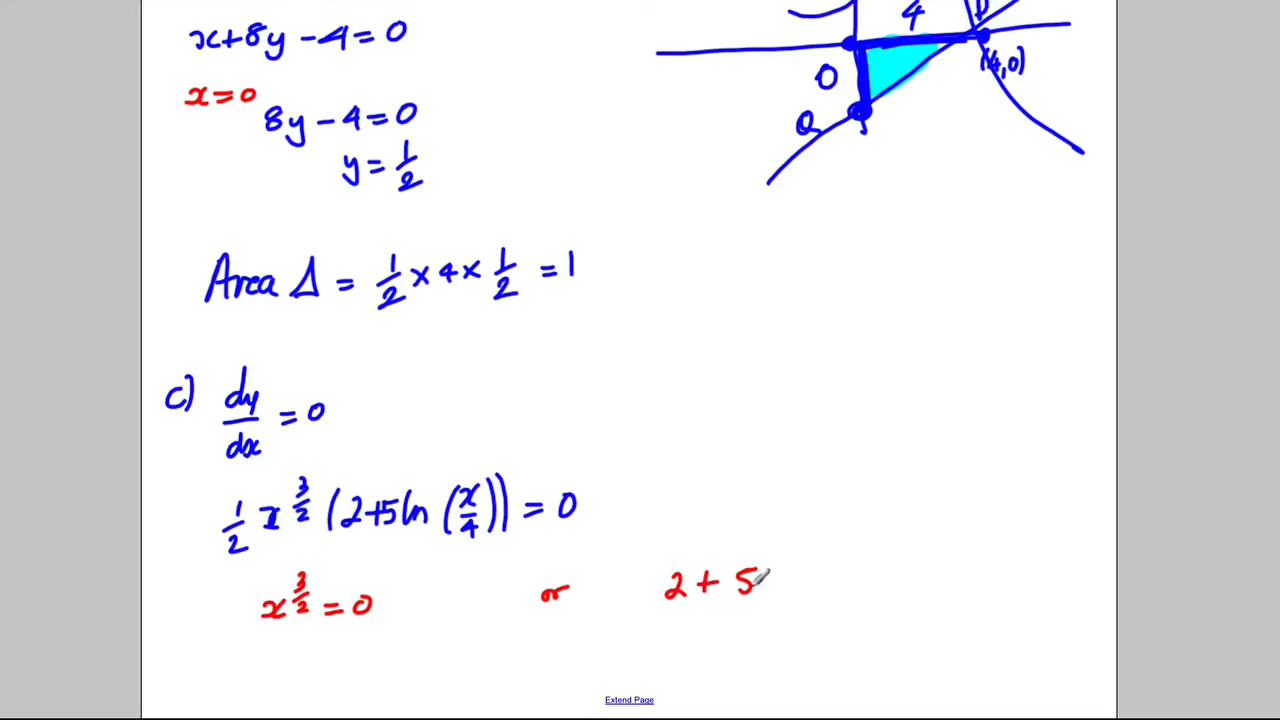 x+8y-4=0
x=0
8y-4=0
y=1/2
4
P
(4,0)
O
Q
Area Δ = 1/2 × 4 × 1/2 = 1
c) dy/dx = 0
1/2 x^(3/2) (2+5ln(x/4)) = 0
x^(3/2) = 0 or 2+5
Extend Page